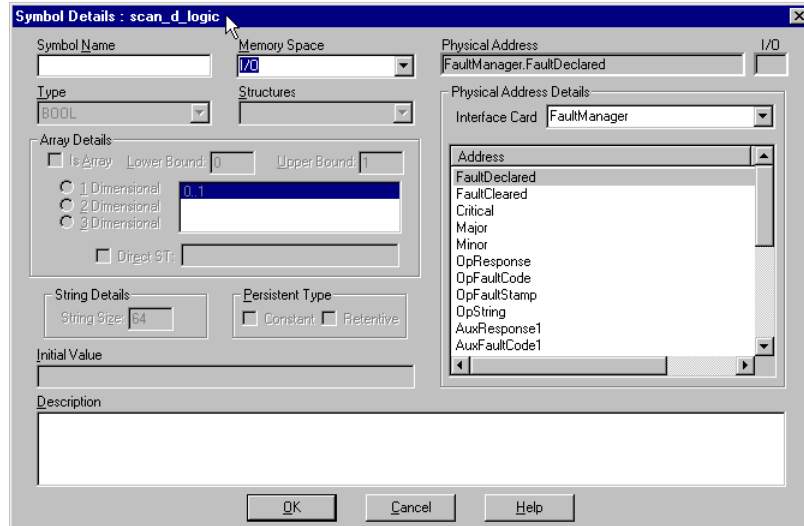 Symbol Details : scan_d_logic
Symbol Name
Memory Space
I/O
Type
BOOL
Structures
Array Details
Is Array Lower Bound: 0 Upper Bound: 1
1 Dimensional
2 Dimensional
3 Dimensional
0..1
Direct ST:
String Details
String Size: 64
Persistent Type
Constant Retentive
Initial Value
Physical Address
I/O
FaultManager.FaultDeclared
Physical Address Details
Interface Card FaultManager
Address
FaultDeclared
FaultCleared
Critical
Major
Minor
OpResponse
OpFaultCode
OpFaultStamp
OpString
AuxResponse1
AuxFaultCode1
Description
OK Cancel Help